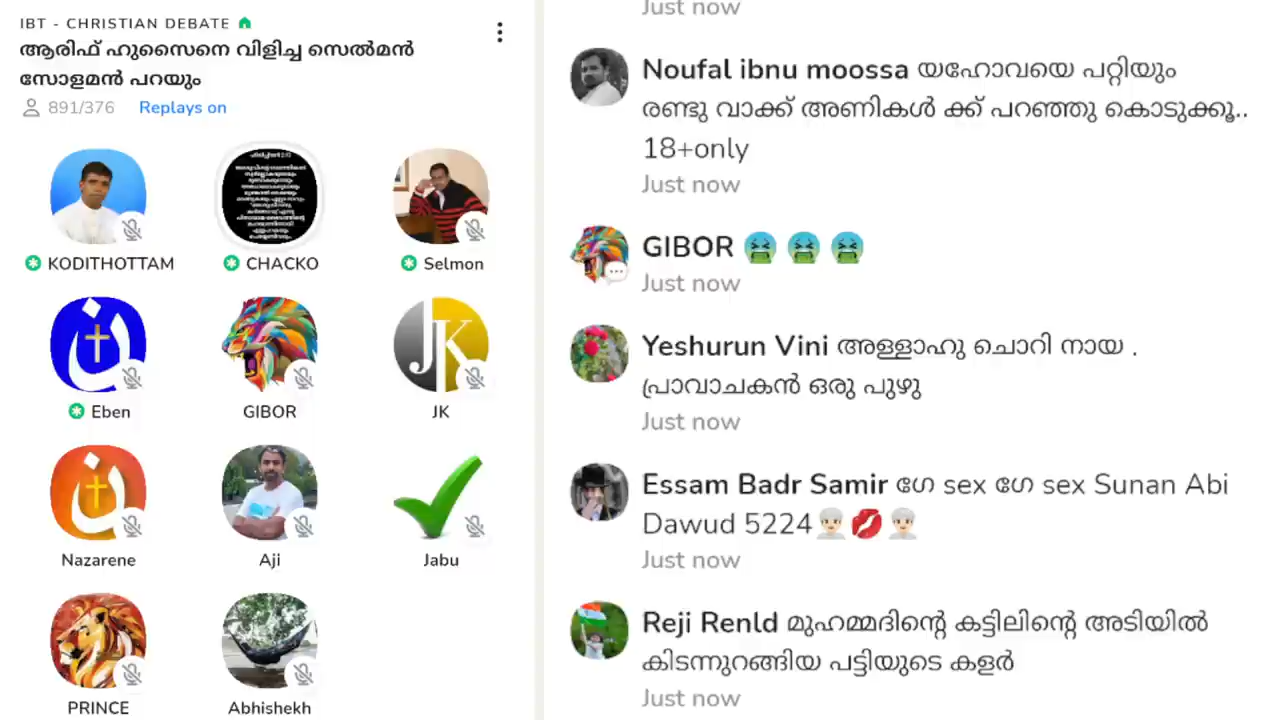 IBT - CHRISTIAN DEBATE
ആരിഫ് ഹുസൈനെ വിളിച്ച സെൽമൻ
സോളമൻ പറയും
891/376 Replays on
KODITHOTTAM CHACKO Selmon
Eben GIBOR JK
Nazarene Aji Jabu
PRINCE Abhishekh
Just now
Noufal ibnu moossa യഹോവയെ പറ്റിയും
രണ്ടു വാക്ക് അണികൾ ക്ക് പറഞ്ഞു കൊടുക്കൂ..
18+only
Just now
GIBOR 🤮 🤮 🤮
Just now
Yeshurun Vini അള്ളാഹു ചൊറി നായ .
പ്രാവാചകൻ ഒരു പുഴു
Just now
Essam Badr Samir ഗേ sex ഗേ sex Sunan Abi
Dawud 5224👨🏻‍🦳💋👨🏻‍🦳
Just now
Reji Renld മുഹമ്മദിന്റെ കട്ടിലിന്റെ അടിയിൽ
കിടന്നുറങ്ങിയ പട്ടിയുടെ കളർ
Just now